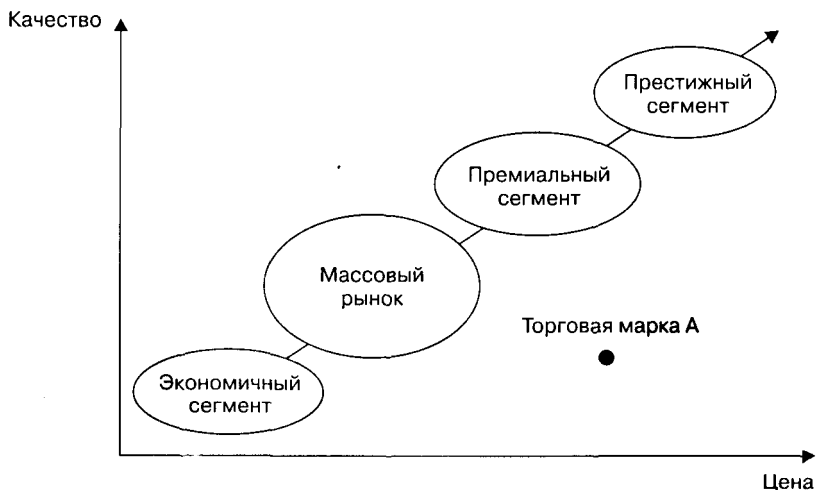 Качество
Престижный
сегмент
Премиальный
сегмент
Массовый
рынок
Торговая марка А
Экономичный
сегмент
Цена